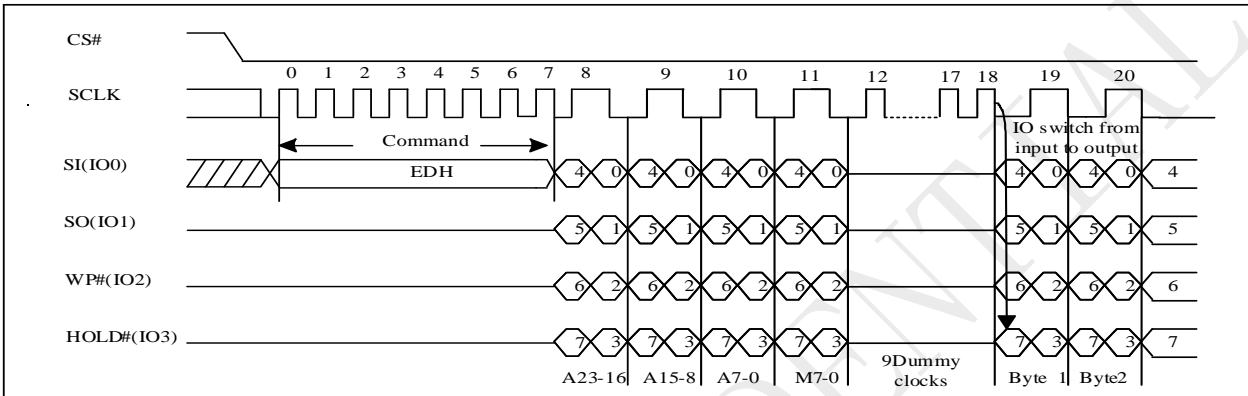 CS#
0 1 2 3 4 5 6 7 8 9 10 11 12 17 18 19 20
SCLK
IO switch from
input to output
Command
SI(IO0) EDH 4 0 4 0 4 0 4 0 4 0 4 0 4
SO(IO1) 5 1 5 1 5 1 5 1 5 1 5 1 5
WP#(IO2) 6 2 6 2 6 2 6 2 6 2 6 2 6
HOLD#(IO3) 7 3 7 3 7 3 7 3 7 3 7 3 7
A23-16 A15-8 A7-0 M7-0 9Dummy
clocks Byte 1 Byte2